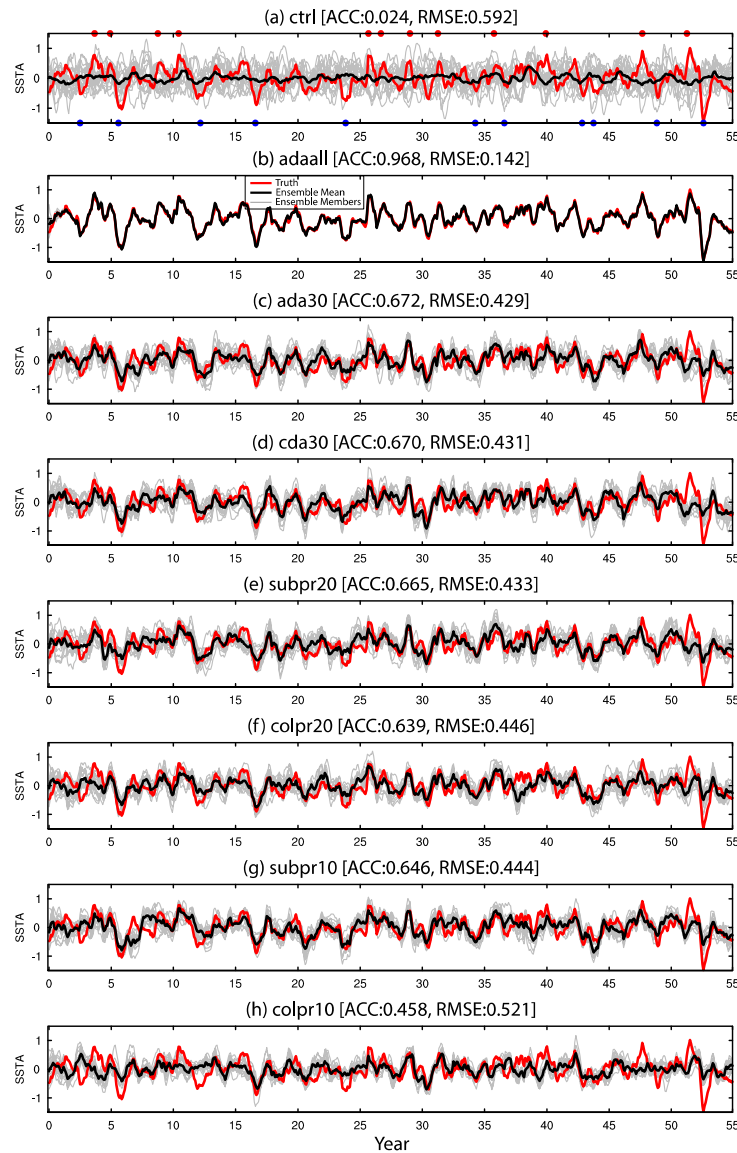 (a) ctrl [ACC:0.024, RMSE:0.592]
1
0
-1
SSTA
0 5 10 15 20 25 30 35 40 45 50 55
(b) adaall [ACC:0.968, RMSE:0.142]
Truth
Ensemble Mean
Ensemble Members
1
0
-1
SSTA
0 5 10 15 20 25 30 35 40 45 50 55
(c) ada30 [ACC:0.672, RMSE:0.429]
1
0
-1
SSTA
0 5 10 15 20 25 30 35 40 45 50 55
(d) cda30 [ACC:0.670, RMSE:0.431]
1
0
-1
SSTA
0 5 10 15 20 25 30 35 40 45 50 55
(e) subpr20 [ACC:0.665, RMSE:0.433]
1
0
-1
SSTA
0 5 10 15 20 25 30 35 40 45 50 55
(f) colpr20 [ACC:0.639, RMSE:0.446]
1
0
-1
SSTA
0 5 10 15 20 25 30 35 40 45 50 55
(g) subpr10 [ACC:0.646, RMSE:0.444]
1
0
-1
SSTA
0 5 10 15 20 25 30 35 40 45 50 55
(h) colpr10 [ACC:0.458, RMSE:0.521]
1
0
-1
SSTA
0 5 10 15 20 25 30 35 40 45 50 55
Year